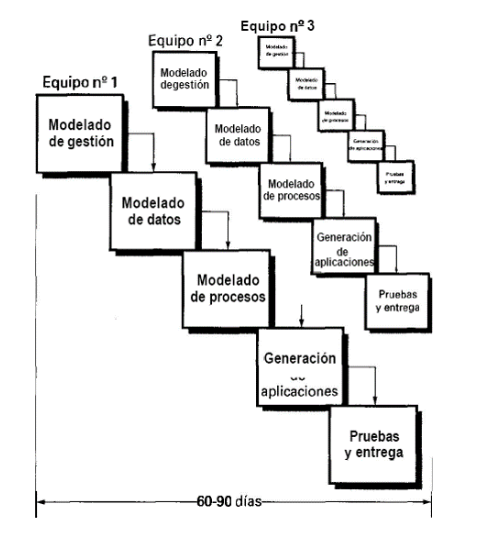 Equipo nº 1
Modelado
de gestión
Modelado
de datos
Modelado
de procesos
Generación
de
aplicaciones
Pruebas
y entrega
Equipo nº 2
Modelado
degestión
Modelado
de datos
Modelado
de procesos
Generación
de
aplicaciones
Pruebas
y entrega
Equipo nº 3
Modelado
de gestión
Modelado
de datos
Modelado
de procesos
Generación
de aplicaciones
Pruebas
y entrega
60-90 días